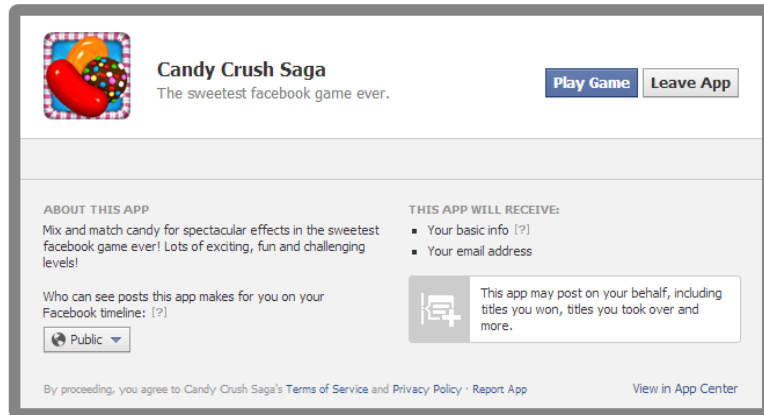 Candy Crush Saga
The sweetest facebook game ever.
Play Game
Leave App
ABOUT THIS APP
Mix and match candy for spectacular effects in the sweetest
facebook game ever! Lots of exciting, fun and challenging
levels!
Who can see posts this app makes for you on your
Facebook timeline: [?]
Public
THIS APP WILL RECEIVE:
Your basic info [?]
Your email address
This app may post on your behalf, including
titles you won, titles you took over and
more.
By proceeding, you agree to Candy Crush Saga's Terms of Service and Privacy Policy · Report App
View in App Center